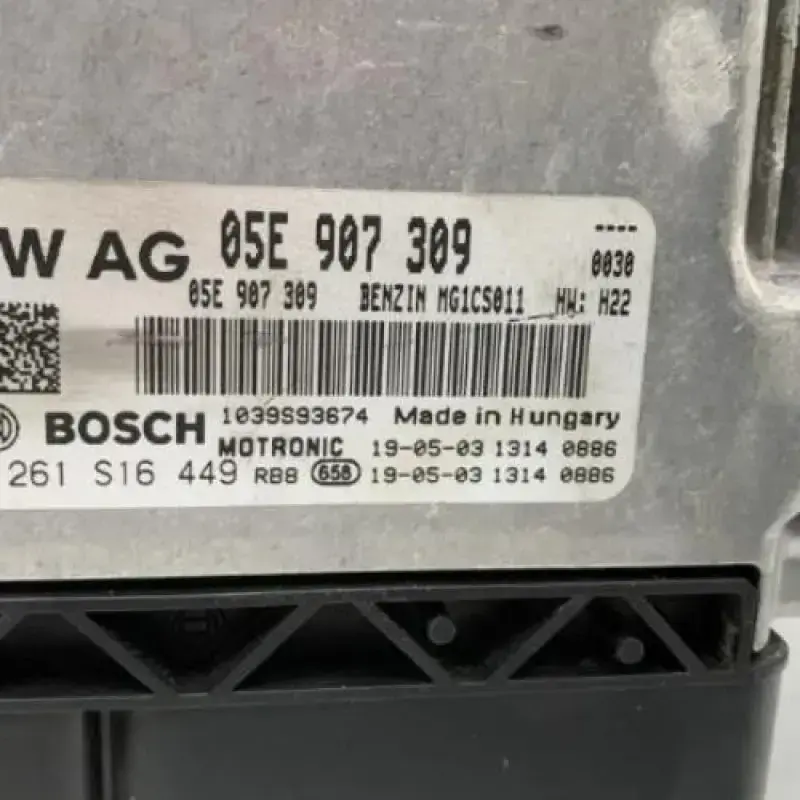 W AG 05E 907 309 ----
05E 907 309 BENZIN MG1CS011 HW: H22 0030
BOSCH 1039S93674 Made in Hungary
MOTRONIC 19-05-03 1314 0886
261 S16 449 RB8 658 19-05-03 1314 0886